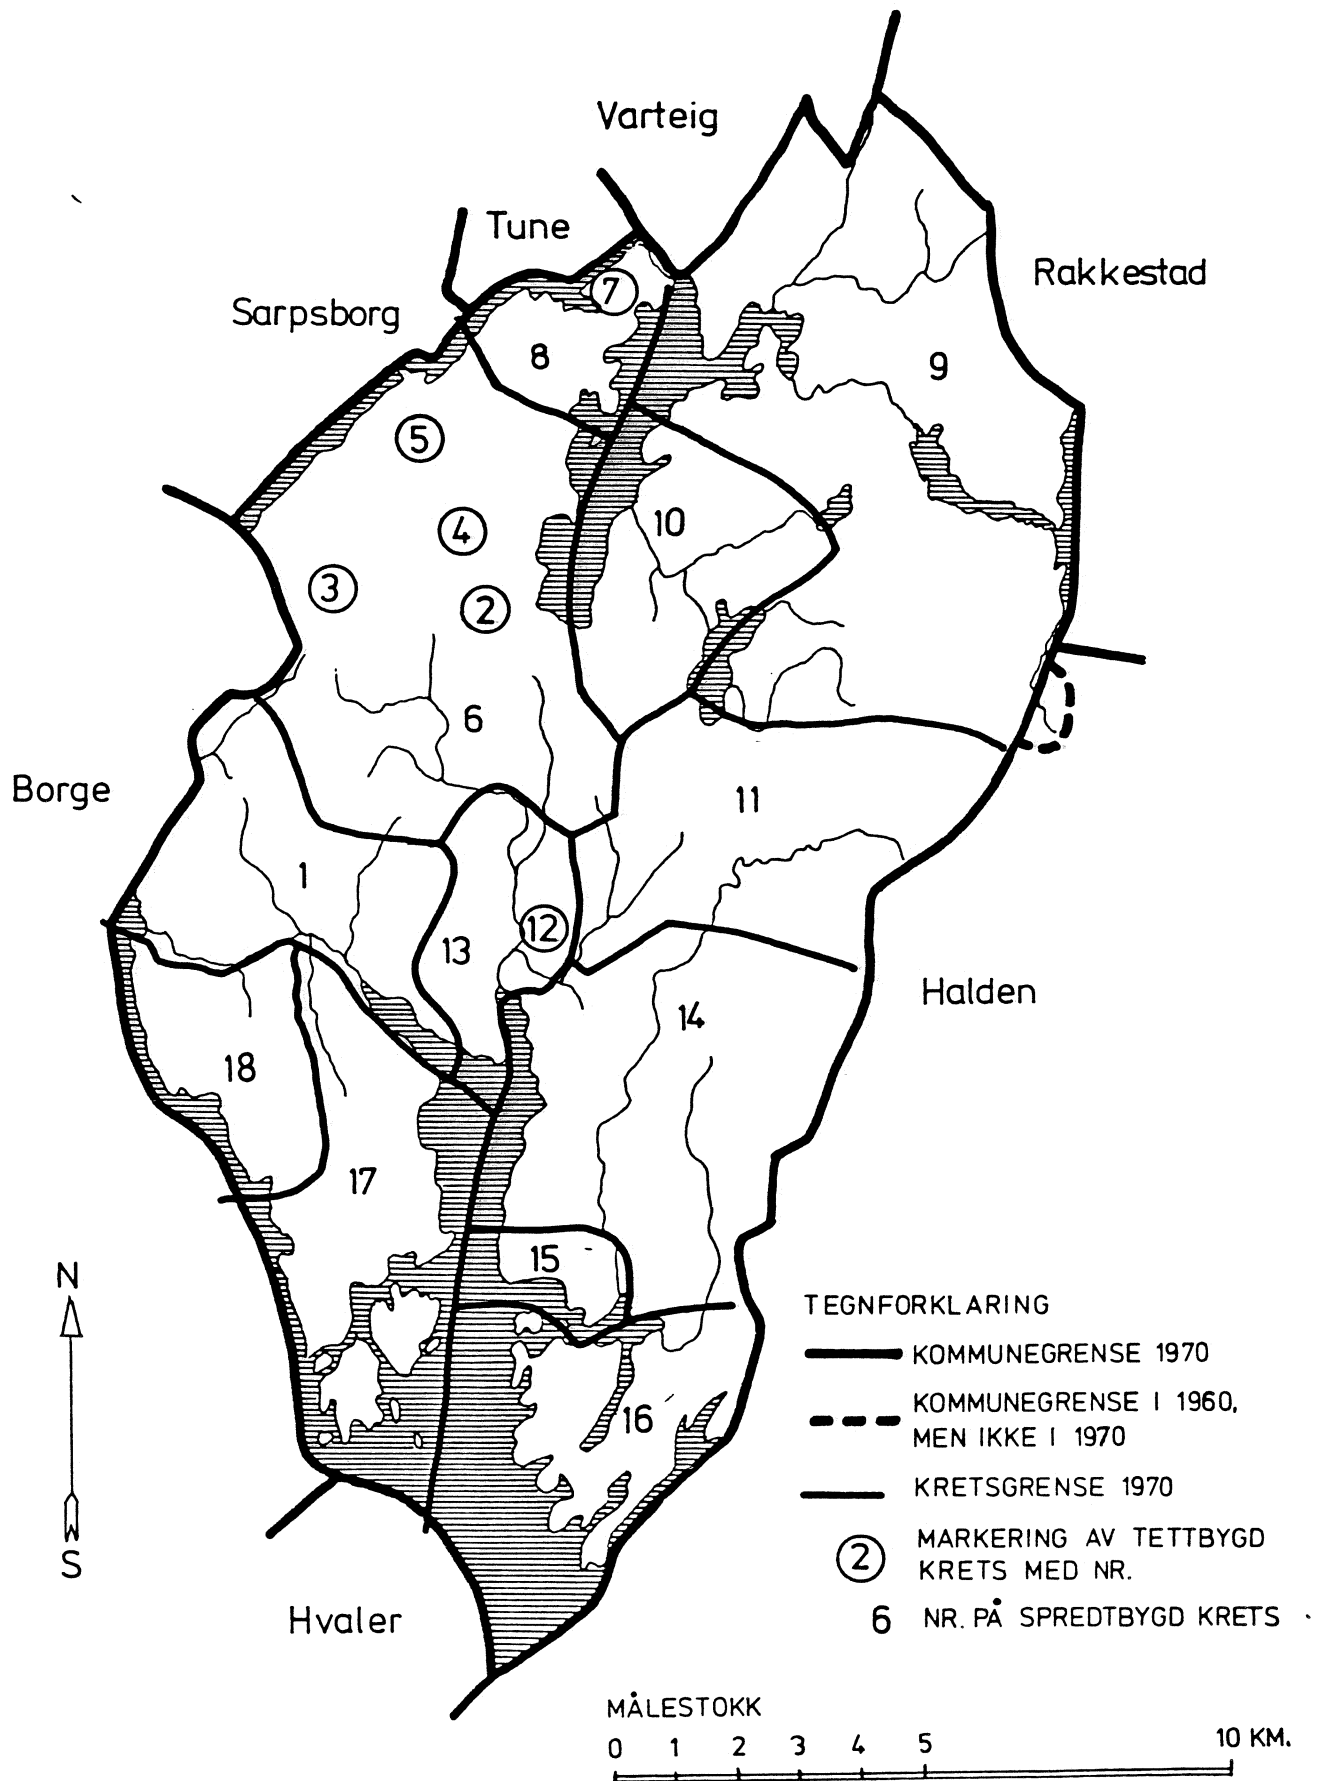 Varteig
Tune
Rakkestad
Sarpsborg
7
8
9
5
4
10
3
2
6
Borge
11
1
12
13
Halden
14
18
17
15
N
TEGNFORKLARING
KOMMUNEGRENSE 1970
KOMMUNEGRENSE I 1960,
MEN IKKE I 1970
16
KRETSGRENSE 1970
2 MARKERING AV TETTBYGD
KRETS MED NR.
S
Hvaler
6 NR. PÅ SPREDTBYGD KRETS
MÅLESTOKK
0 1 2 3 4 5 10 KM.